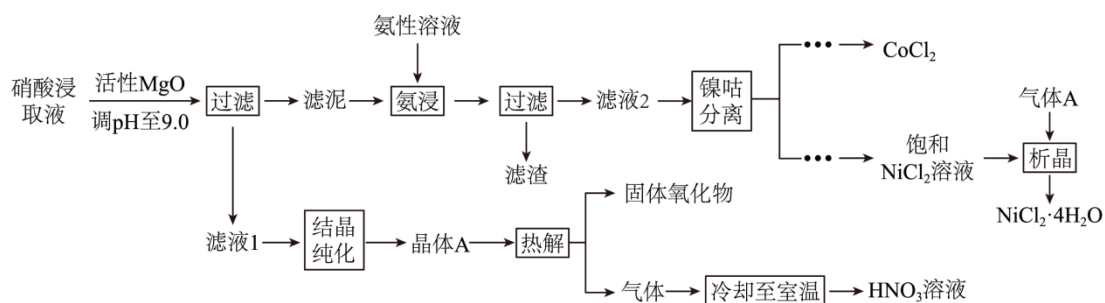 氨性溶液
硝酸浸
取液
活性MgO
调pH至9.0
过滤
滤泥
氨浸
过滤
滤液2
镍咕
分离
CoCl₂
饱和
NiCl₂溶液
气体A
析晶
NiCl₂·4H₂O
滤渣
滤液1
结晶
纯化
晶体A
热解
固体氧化物
气体
冷却至室温
HNO₃溶液